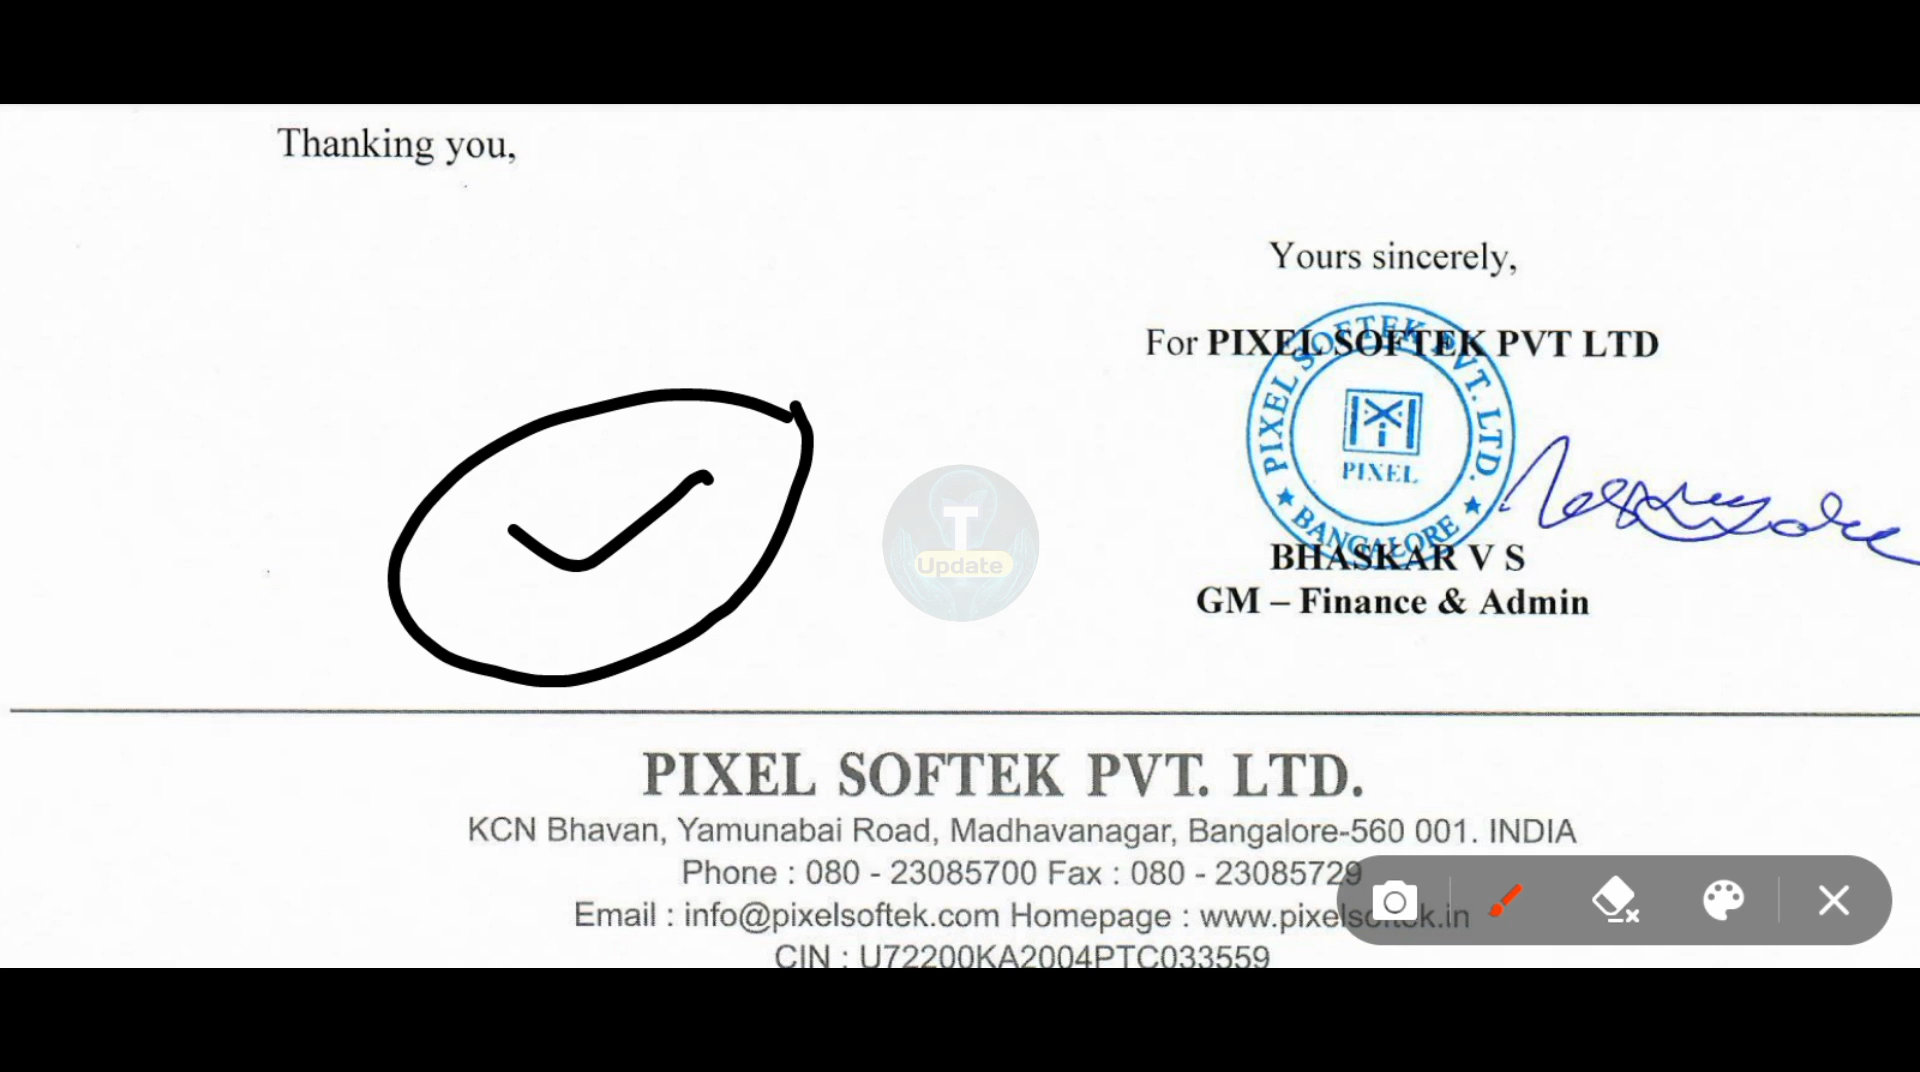 Thanking you,
Yours sincerely,
For PIXEL SOFTEK PVT LTD
PIXEL SOFTEK PVT. LTD.
PIXEL
★ BANGALORE ★
BHASKAR V S
GM – Finance & Admin
T
Update
PIXEL SOFTEK PVT. LTD.
KCN Bhavan, Yamunabai Road, Madhavanagar, Bangalore-560 001. INDIA
Phone : 080 - 23085700 Fax : 080 - 23085729
Email : info@pixelsoftek.com Homepage : www.pixelsoftek.in
CIN : U72200KA2004PTC033559